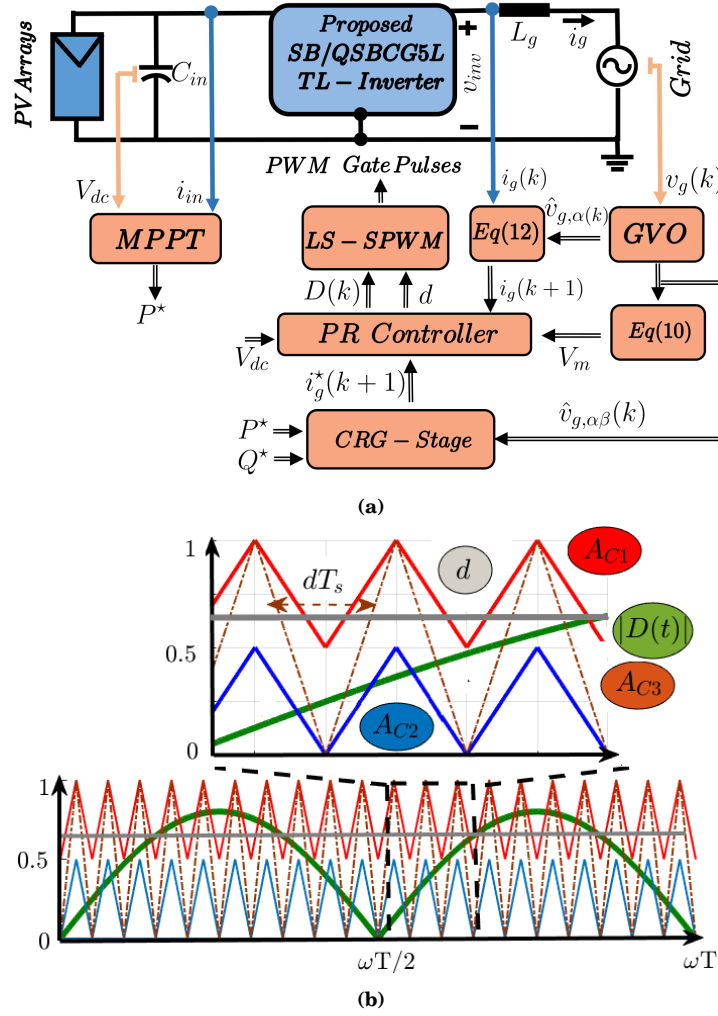 PV Arrays
C_in
Proposed
SB/QSBCG5L
TL-Inverter
+
v_inv
−
L_g
i_g
Grid
V_dc
i_in
PWM Gate Pulses
i_g(k)
v_g(k)
MPPT
LS-SPWM
Eq(12)
v̂_{g,α(k)}
GVO
P*
D(k)
d
i_g(k+1)
V_dc
PR Controller
V_m
Eq(10)
i*_g(k+1)
P*
Q*
CRG-Stage
v̂_{g,αβ}(k)
(a)
1
dT_s
d
A_C1
|D(t)|
0.5
A_C3
A_C2
0
1
0.5
0
ωT/2
ωT
(b)